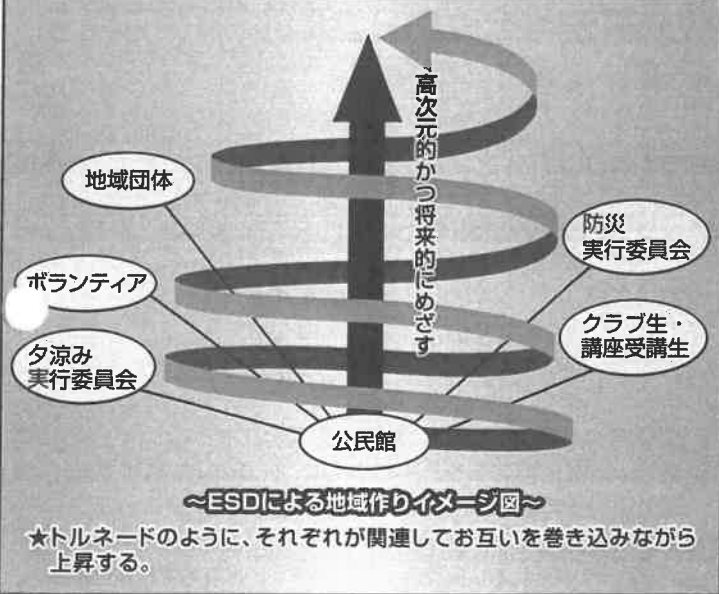 高次元的かつ将来的にめざす
地域団体
防災
実行委員会
ボランティア
クラブ生・
講座受講生
夕涼み
実行委員会
公民館
～ESDによる地域作りイメージ図～
★トルネードのように、それぞれが関連してお互いを巻き込みながら
上昇する。